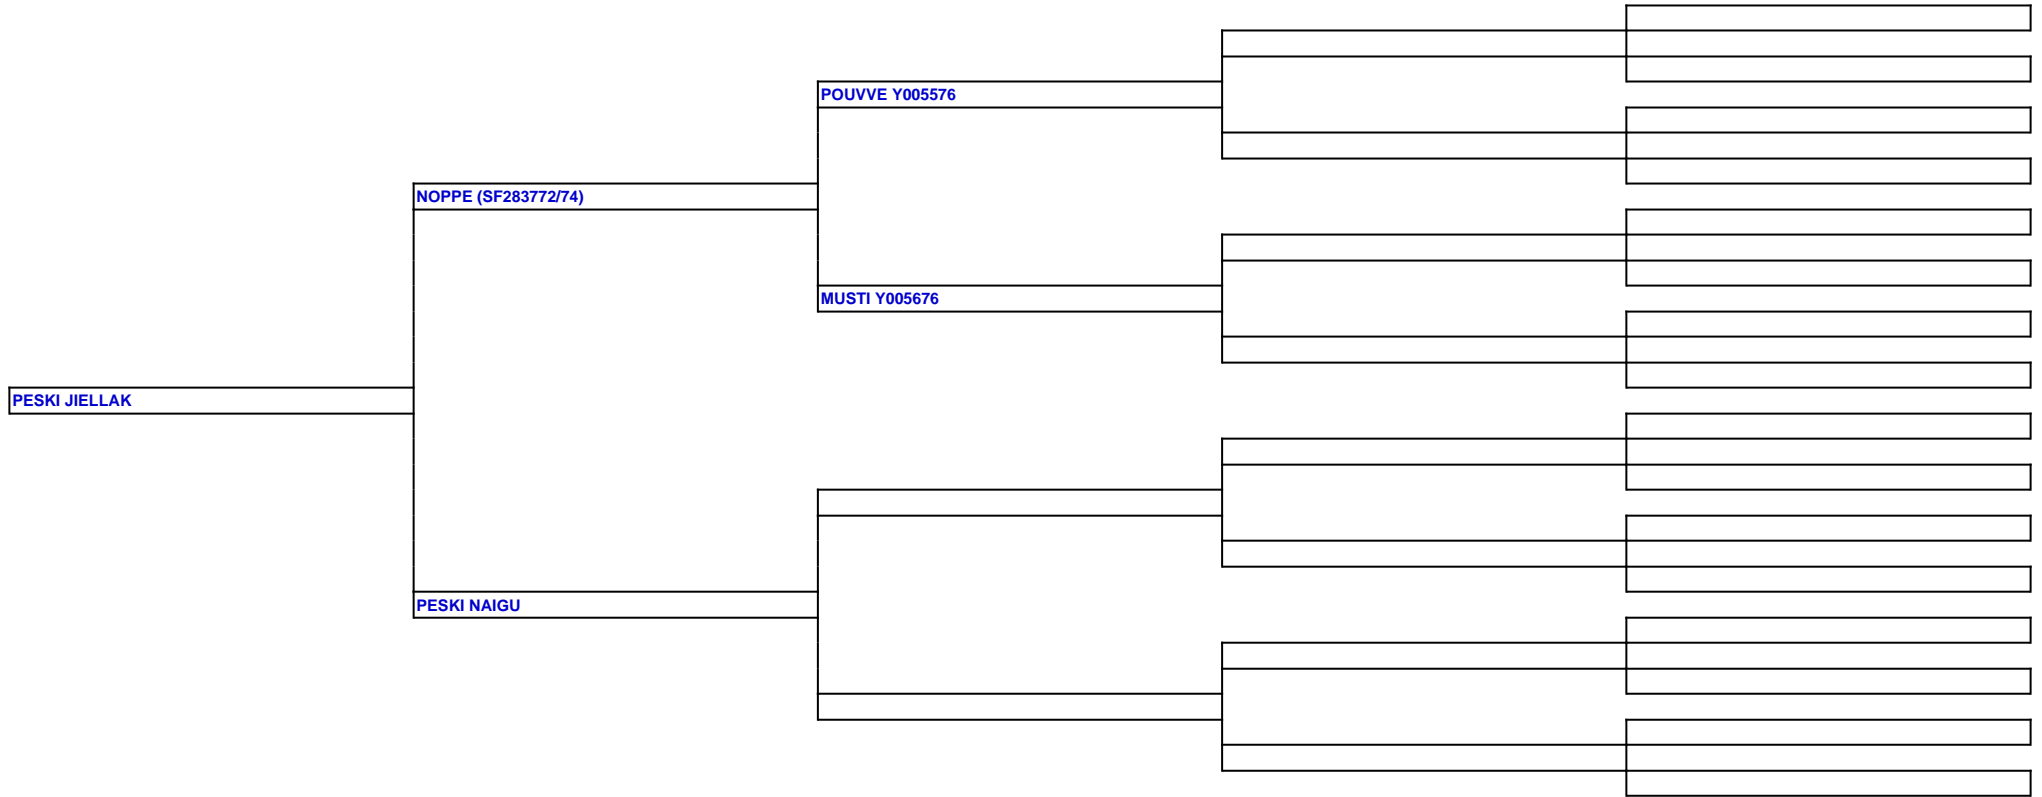 POUVVE Y005576
NOPPE (SF283772/74)
MUSTI Y005676
PESKI JIELLAK
PESKI NAIGU